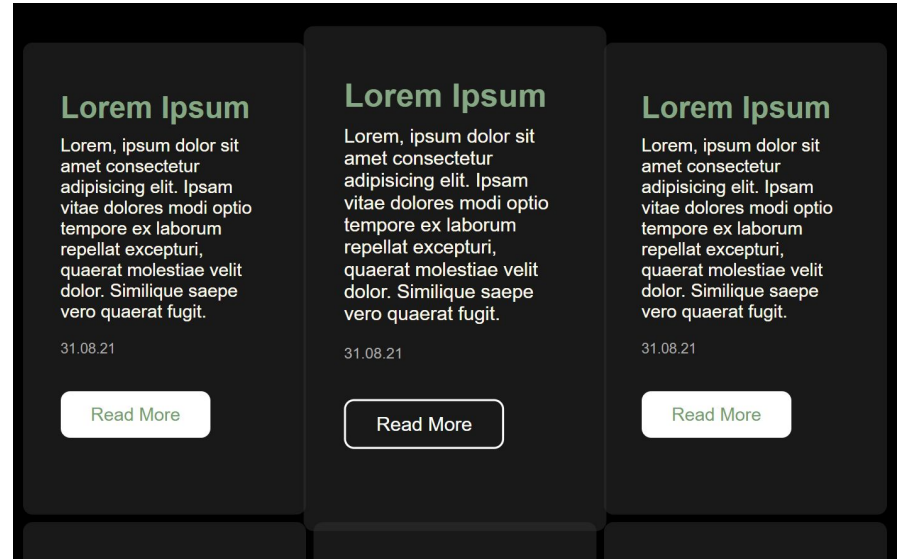 Lorem Ipsum
Lorem, ipsum dolor sit
amet consectetur
adipisicing elit. Ipsam
vitae dolores modi optio
tempore ex laborum
repellat excepturi,
quaerat molestiae velit
dolor. Similique saepe
vero quaerat fugit.
31.08.21
Read More
Lorem Ipsum
Lorem, ipsum dolor sit
amet consectetur
adipisicing elit. Ipsam
vitae dolores modi optio
tempore ex laborum
repellat excepturi,
quaerat molestiae velit
dolor. Similique saepe
vero quaerat fugit.
31.08.21
Read More
Lorem Ipsum
Lorem, ipsum dolor sit
amet consectetur
adipisicing elit. Ipsam
vitae dolores modi optio
tempore ex laborum
repellat excepturi,
quaerat molestiae velit
dolor. Similique saepe
vero quaerat fugit.
31.08.21
Read More